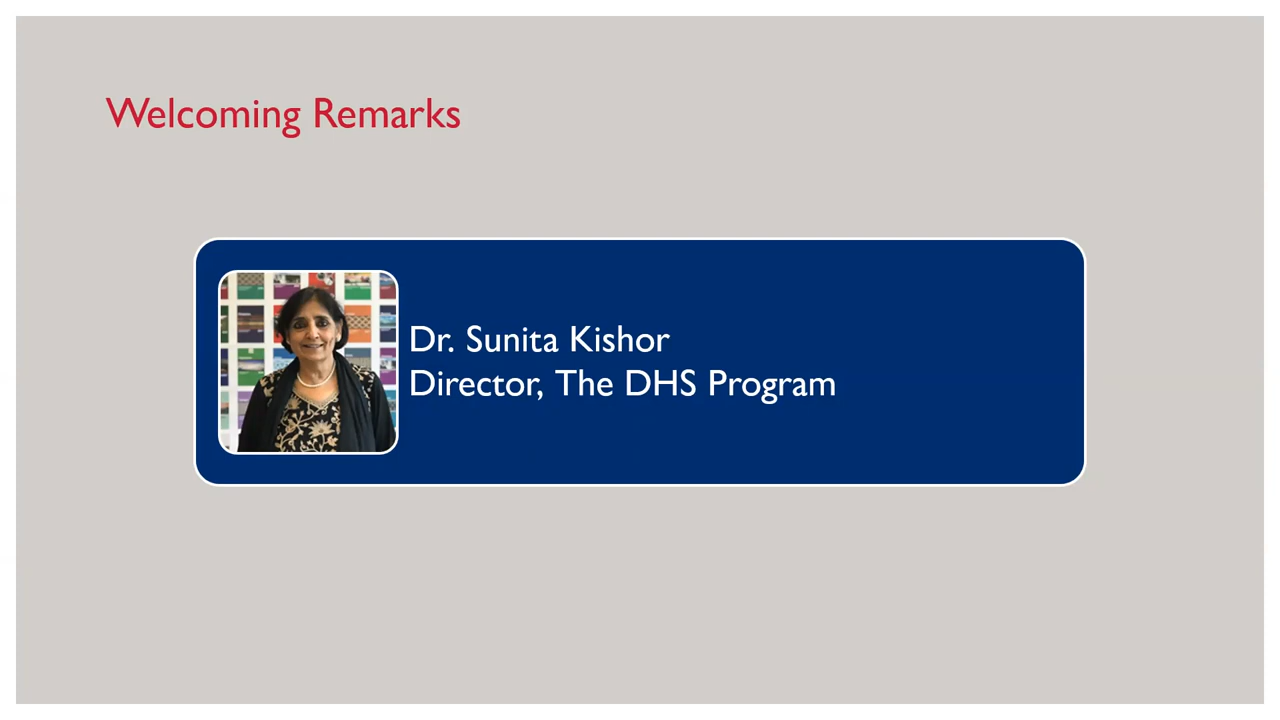 Welcoming Remarks
Dr. Sunita Kishor
Director, The DHS Program